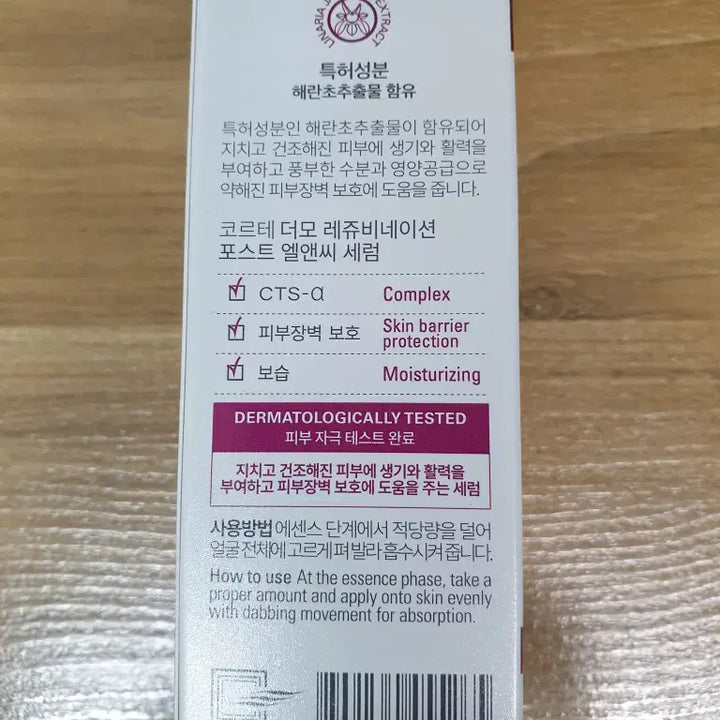 LINARIA
EXTRACT
특허성분
해란초추출물 함유
특허성분인 해란초추출물이 함유되어
지치고 건조해진 피부에 생기와 활력을
부여하고 풍부한 수분과 영양공급으로
약해진 피부장벽 보호에 도움을 줍니다.
코르테 더모 레쥬비네이션
포스트 엘앤씨 세럼
CTS-α Complex
피부장벽 보호 Skin barrier
protection
보습 Moisturizing
DERMATOLOGICALLY TESTED
피부 자극 테스트 완료
지치고 건조해진 피부에 생기와 활력을
부여하고 피부장벽 보호에 도움을 주는 세럼
사용방법 에센스 단계에서 적당량을 덜어
얼굴 전체에 고르게 펴 발라 흡수시켜 줍니다.
How to use At the essence phase, take a
proper amount and apply onto skin evenly
with dabbing movement for absorption.